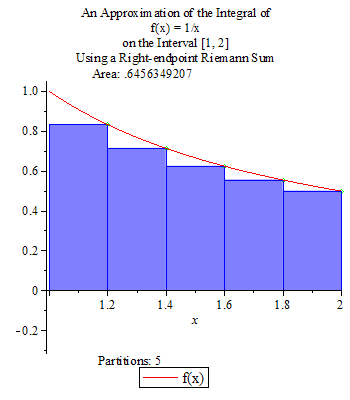 An Approximation of the Integral of
f(x) = 1/x
on the Interval [1, 2]
Using a Right-endpoint Riemann Sum
Area: .6456349207
1.0
0.8
0.6
0.4
0.2
0
-0.2
1.2 1.4 1.6 1.8 2
x
Partitions: 5
f(x)